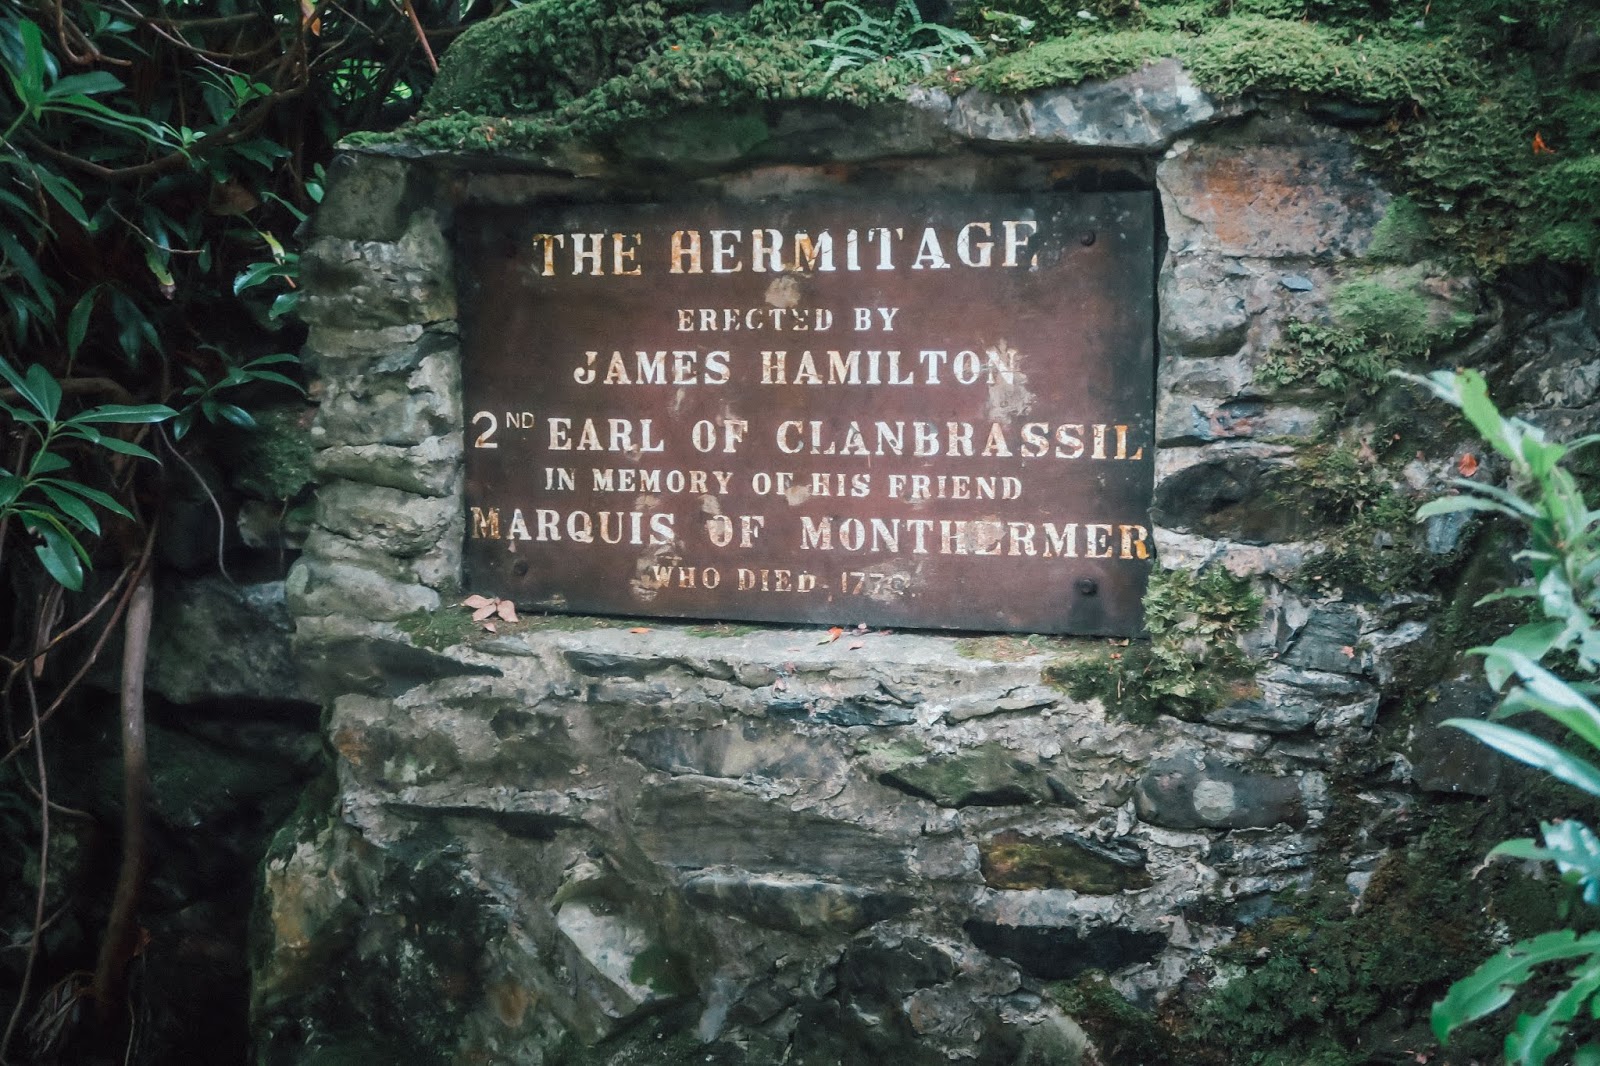 THE HERMITAGE
ERECTED BY
JAMES HAMILTON
2ND EARL OF CLANBRASSIL
IN MEMORY OF HIS FRIEND
MARQUIS OF MONTHERMER
WHO DIED